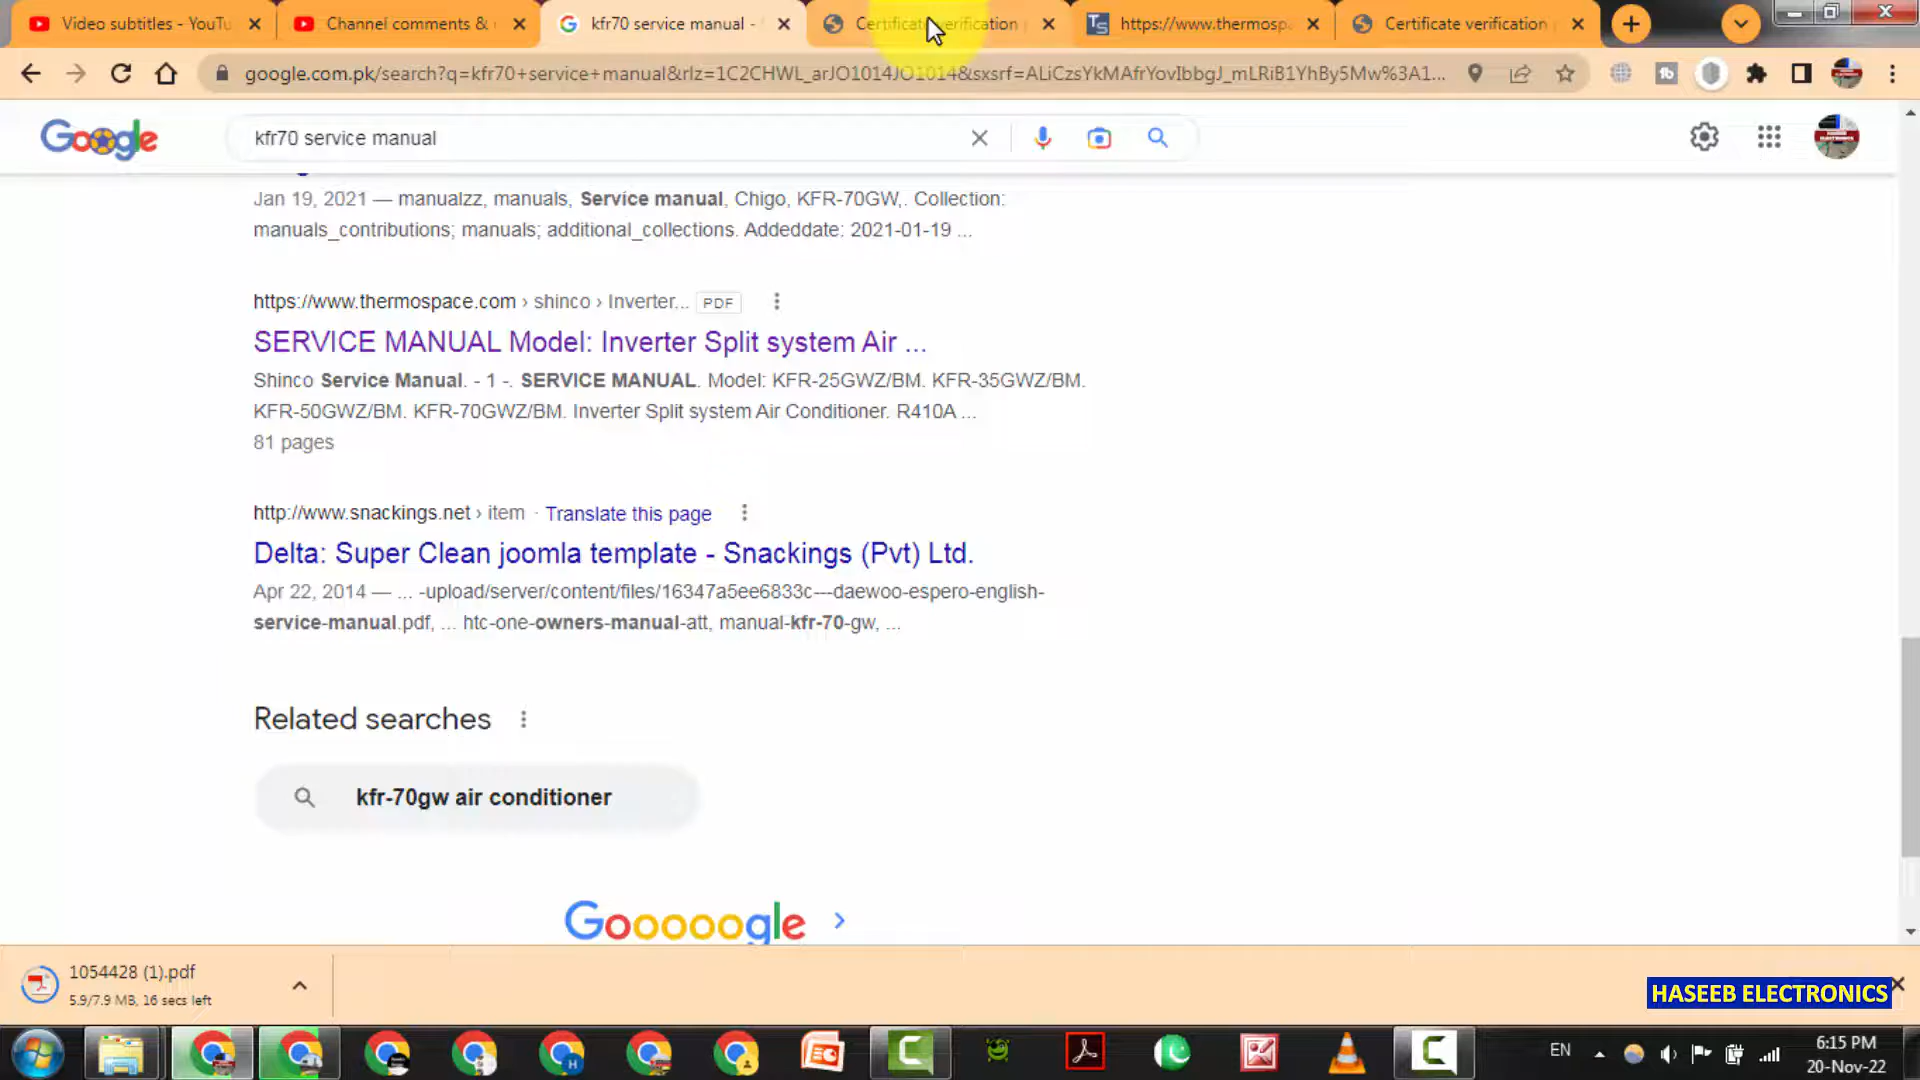 Video subtitles - YouTu
Channel comments &
kfr70 service manual -
Certificate verification
https://www.thermospa
Certificate verification
google.com.pk/search?q=kfr70+service+manual&rlz=1C2CHWL_arJO1014JO1014&sxsrf=ALiCzsYkMAfrYovIbbgJ_mLRiB1YhBy5Mw%3A1...
Google
kfr70 service manual
Jan 19, 2021 — manualzz, manuals, Service manual, Chigo, KFR-70GW,. Collection:
manuals_contributions; manuals; additional_collections. Addeddate: 2021-01-19 ...
https://www.thermospace.com › shinco › Inverter... PDF
SERVICE MANUAL Model: Inverter Split system Air ...
Shinco Service Manual. - 1 -. SERVICE MANUAL. Model: KFR-25GWZ/BM. KFR-35GWZ/BM.
KFR-50GWZ/BM. KFR-70GWZ/BM. Inverter Split system Air Conditioner. R410A ...
81 pages
http://www.snackings.net › item · Translate this page
Delta: Super Clean joomla template - Snackings (Pvt) Ltd.
Apr 22, 2014 — ... -upload/server/content/files/16347a5ee6833c---daewoo-espero-english-
service-manual.pdf, ... htc-one-owners-manual-att, manual-kfr-70-gw, ...
Related searches
kfr-70gw air conditioner
Gooooogle
1054428 (1).pdf
5.9/7.9 MB, 16 secs left
HASEEB ELECTRONICS
EN
6:15 PM
20-Nov-22